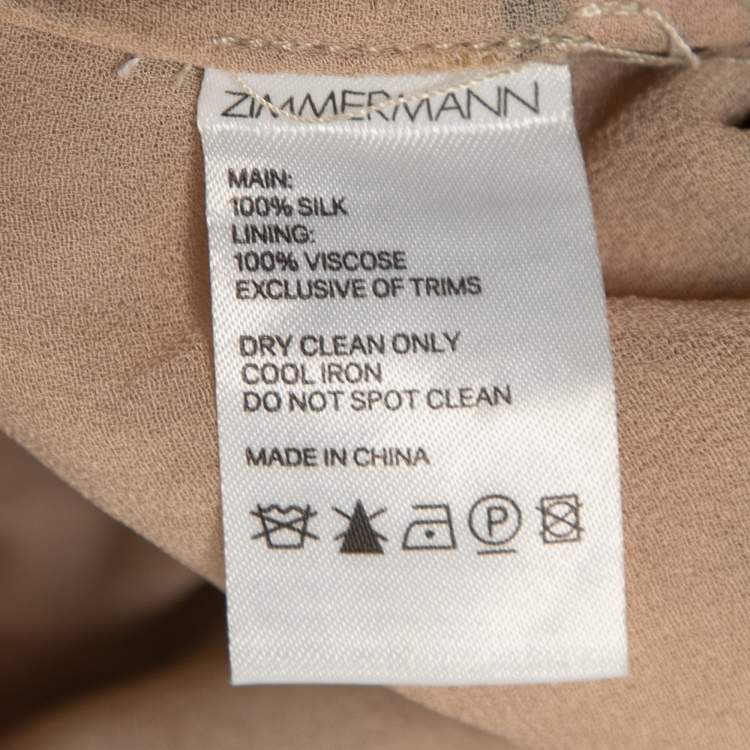 ZIMMERMANN
MAIN:
100% SILK
LINING:
100% VISCOSE
EXCLUSIVE OF TRIMS
DRY CLEAN ONLY
COOL IRON
DO NOT SPOT CLEAN
MADE IN CHINA
P